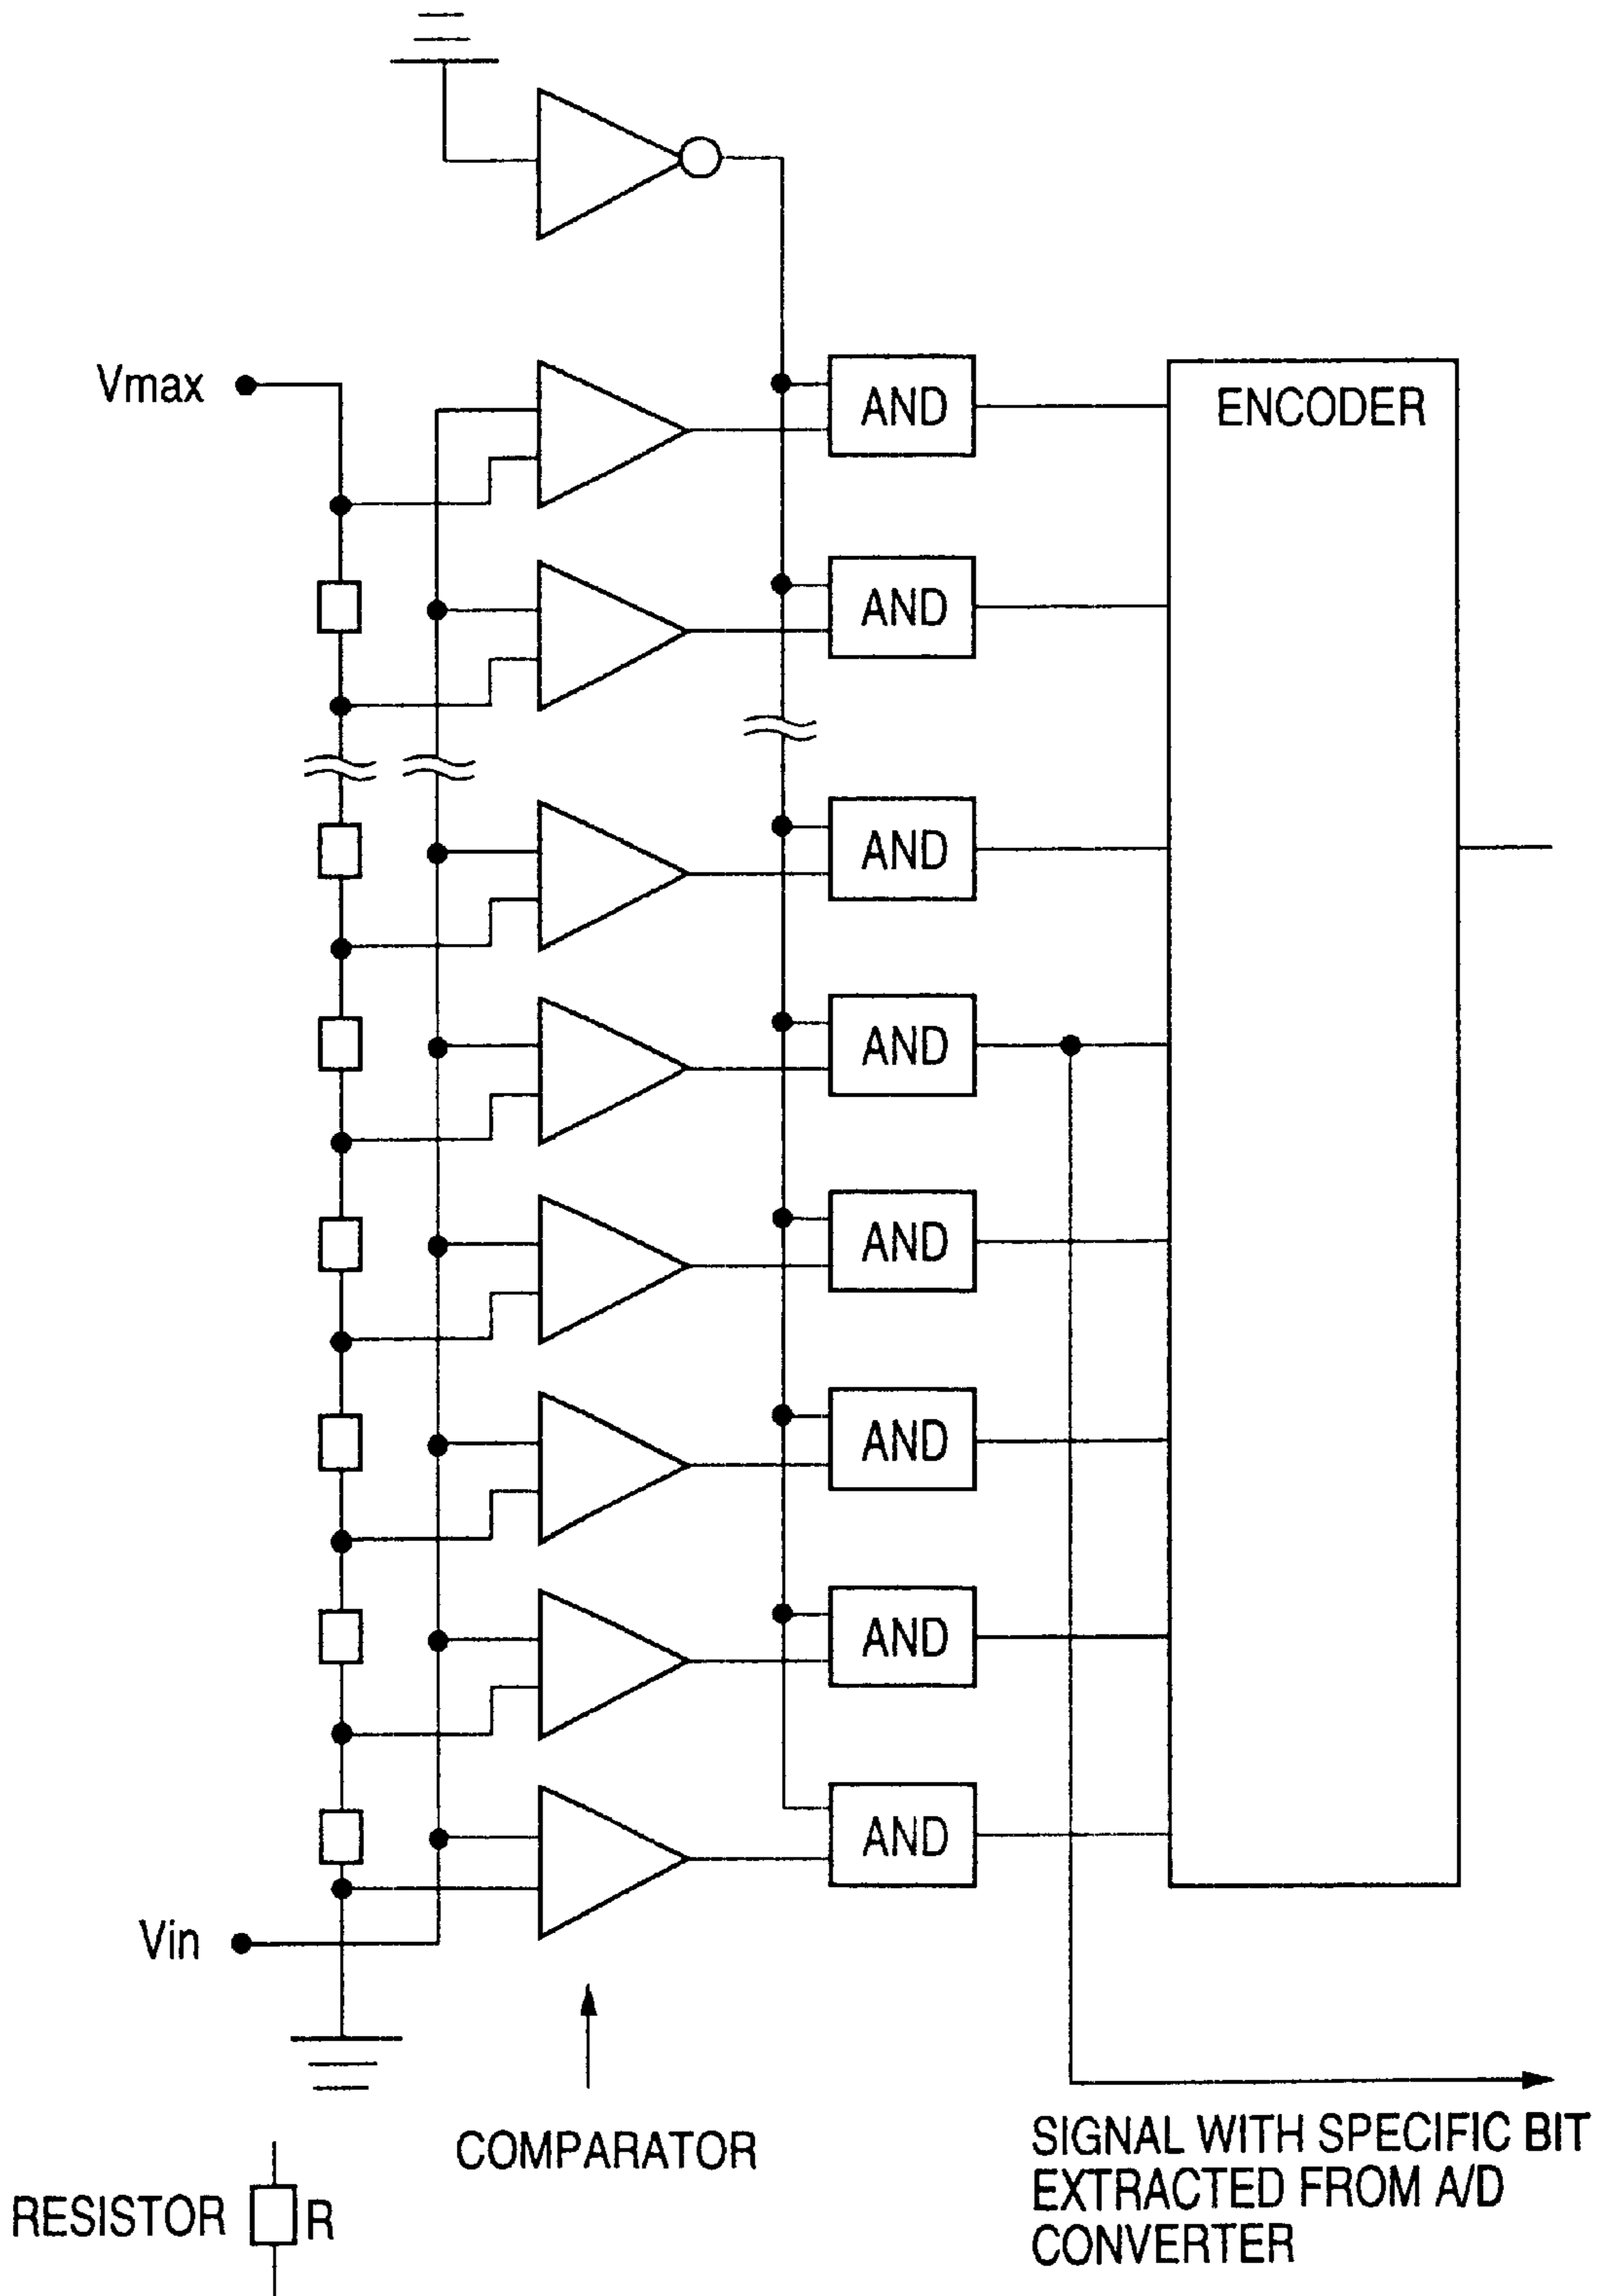 Vmax
AND
ENCODER
AND
AND
AND
AND
AND
AND
AND
Vin
COMPARATOR
SIGNAL WITH SPECIFIC BIT
EXTRACTED FROM A/D
CONVERTER
RESISTOR R